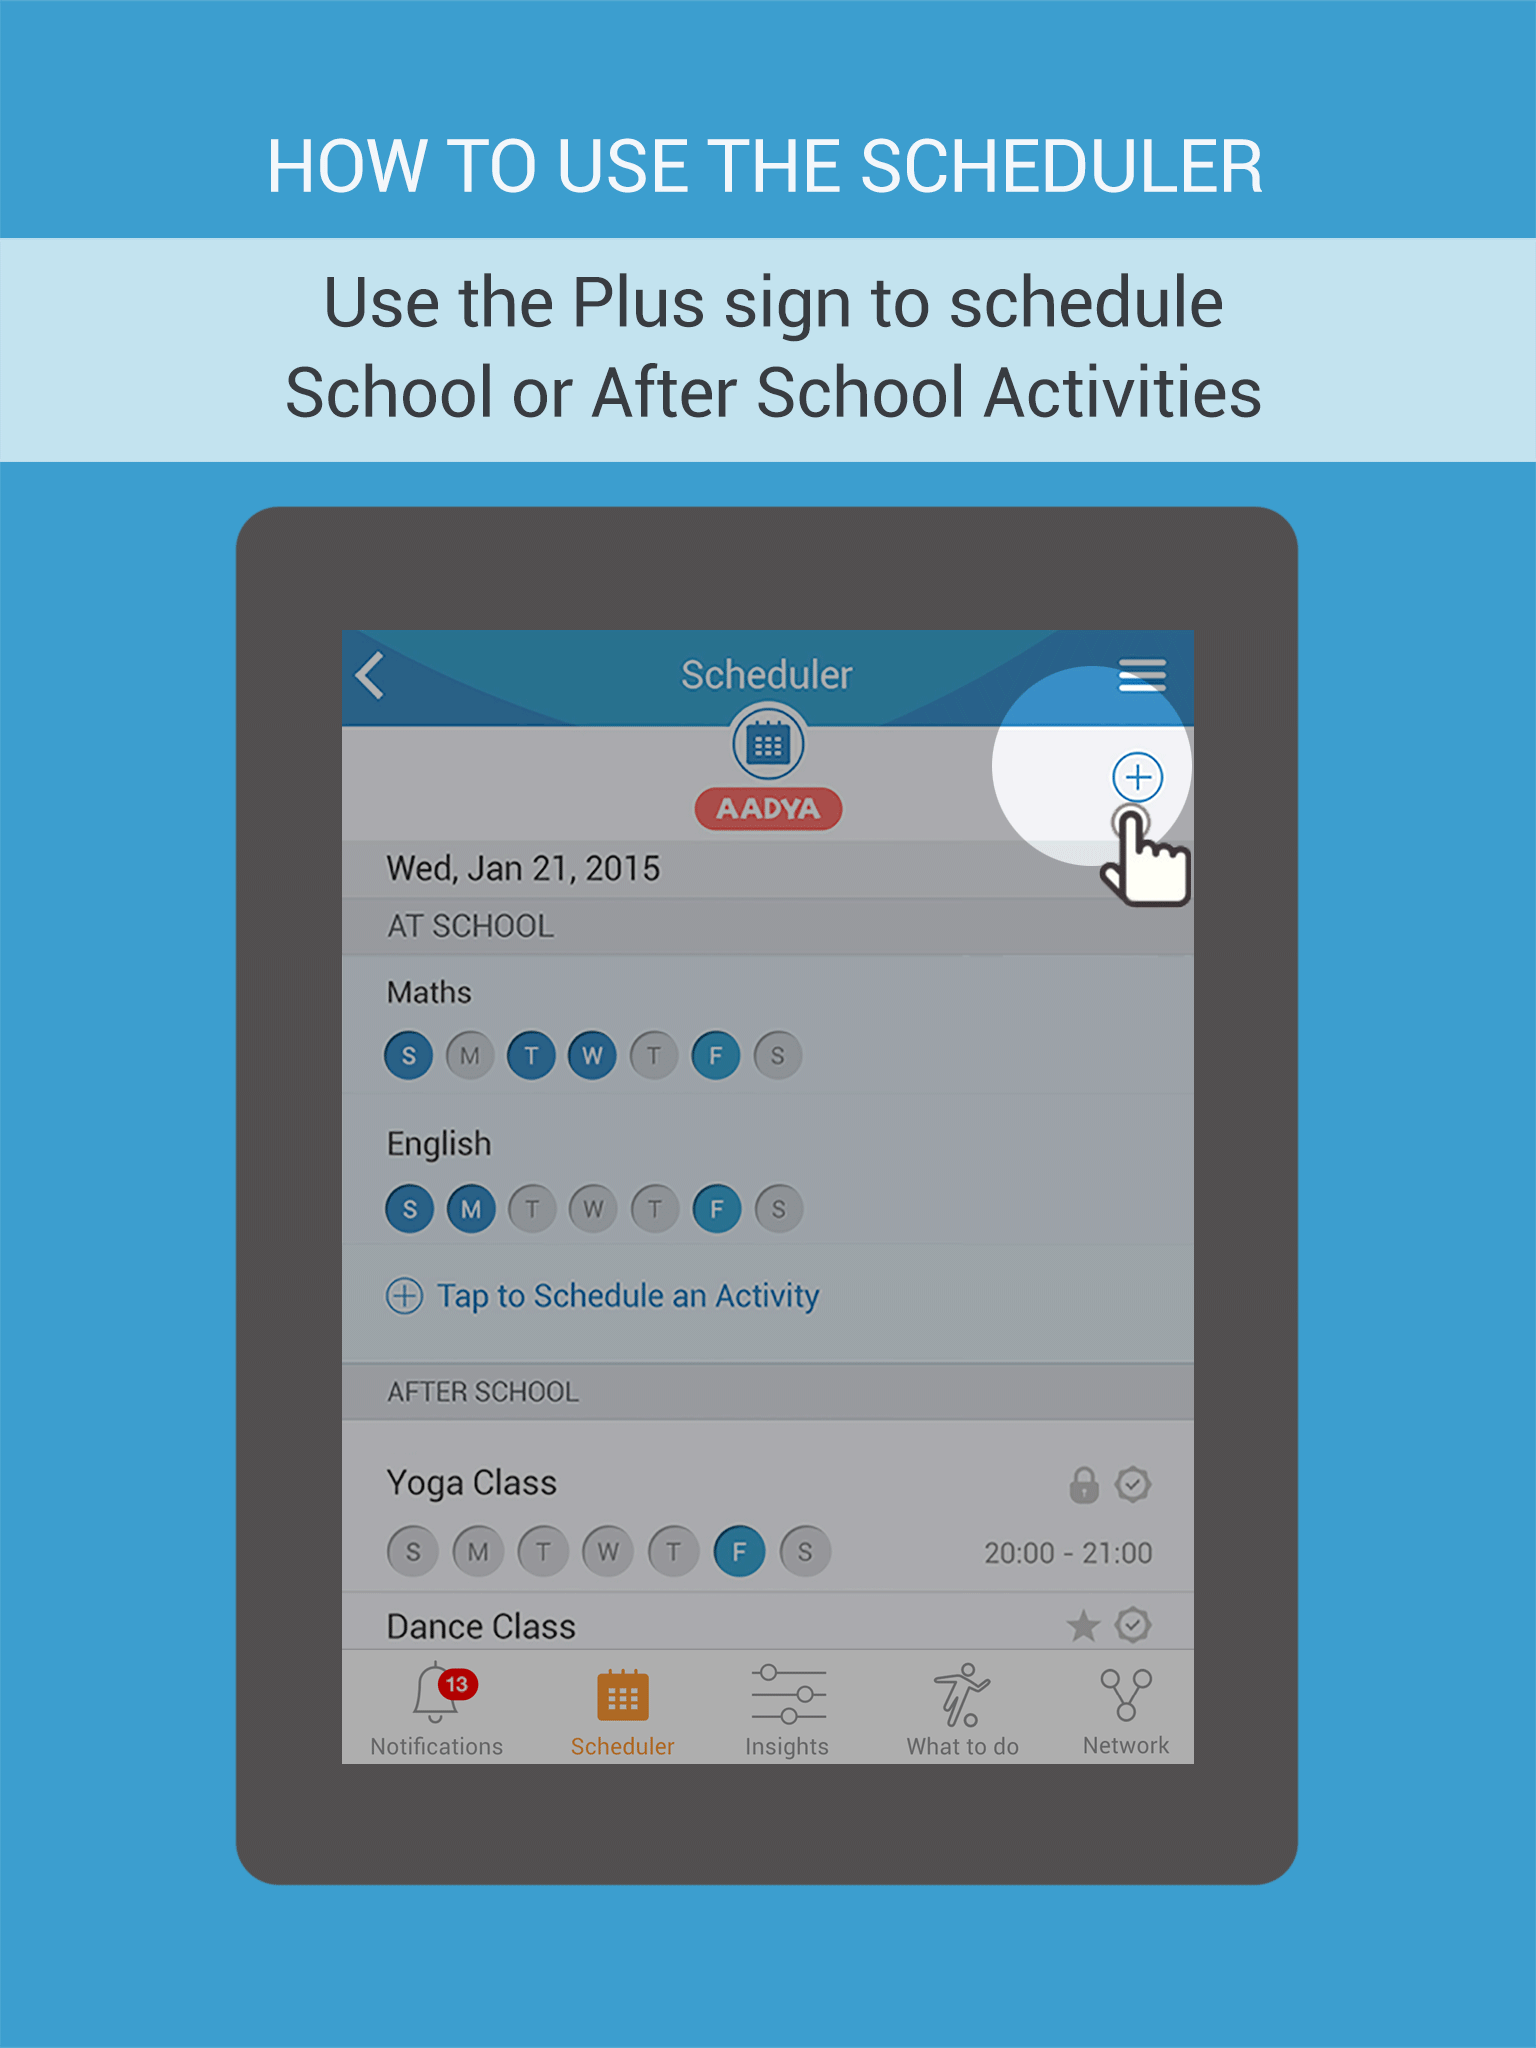 HOW TO USE THE SCHEDULER
Use the Plus sign to schedule
School or After School Activities
Scheduler
AADYA
Wed, Jan 21, 2015
AT SCHOOL
Maths
S M T W T F S
English
S M T W T F S
Tap to Schedule an Activity
AFTER SCHOOL
Yoga Class
S M T W T F S 20:00 - 21:00
Dance Class
13
Notifications Scheduler Insights What to do Network